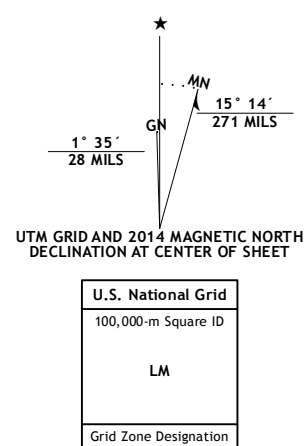 ★
MN
GN
15° 14´
271 MILS
1° 35´
28 MILS
UTM GRID AND 2014 MAGNETIC NORTH
DECLINATION AT CENTER OF SHEET
U.S. National Grid
100,000-m Square ID
LM
Grid Zone Designation